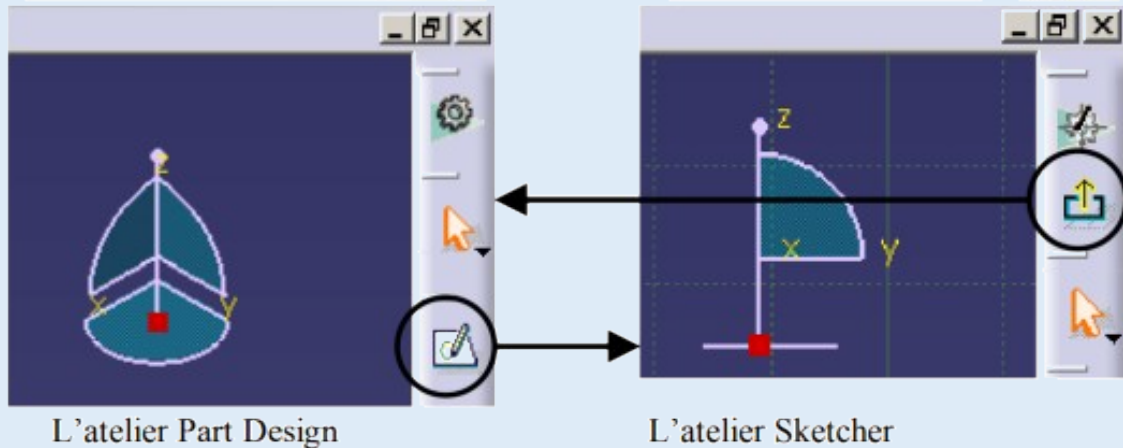 z
x y
z
x y
L'atelier Part Design
L'atelier Sketcher